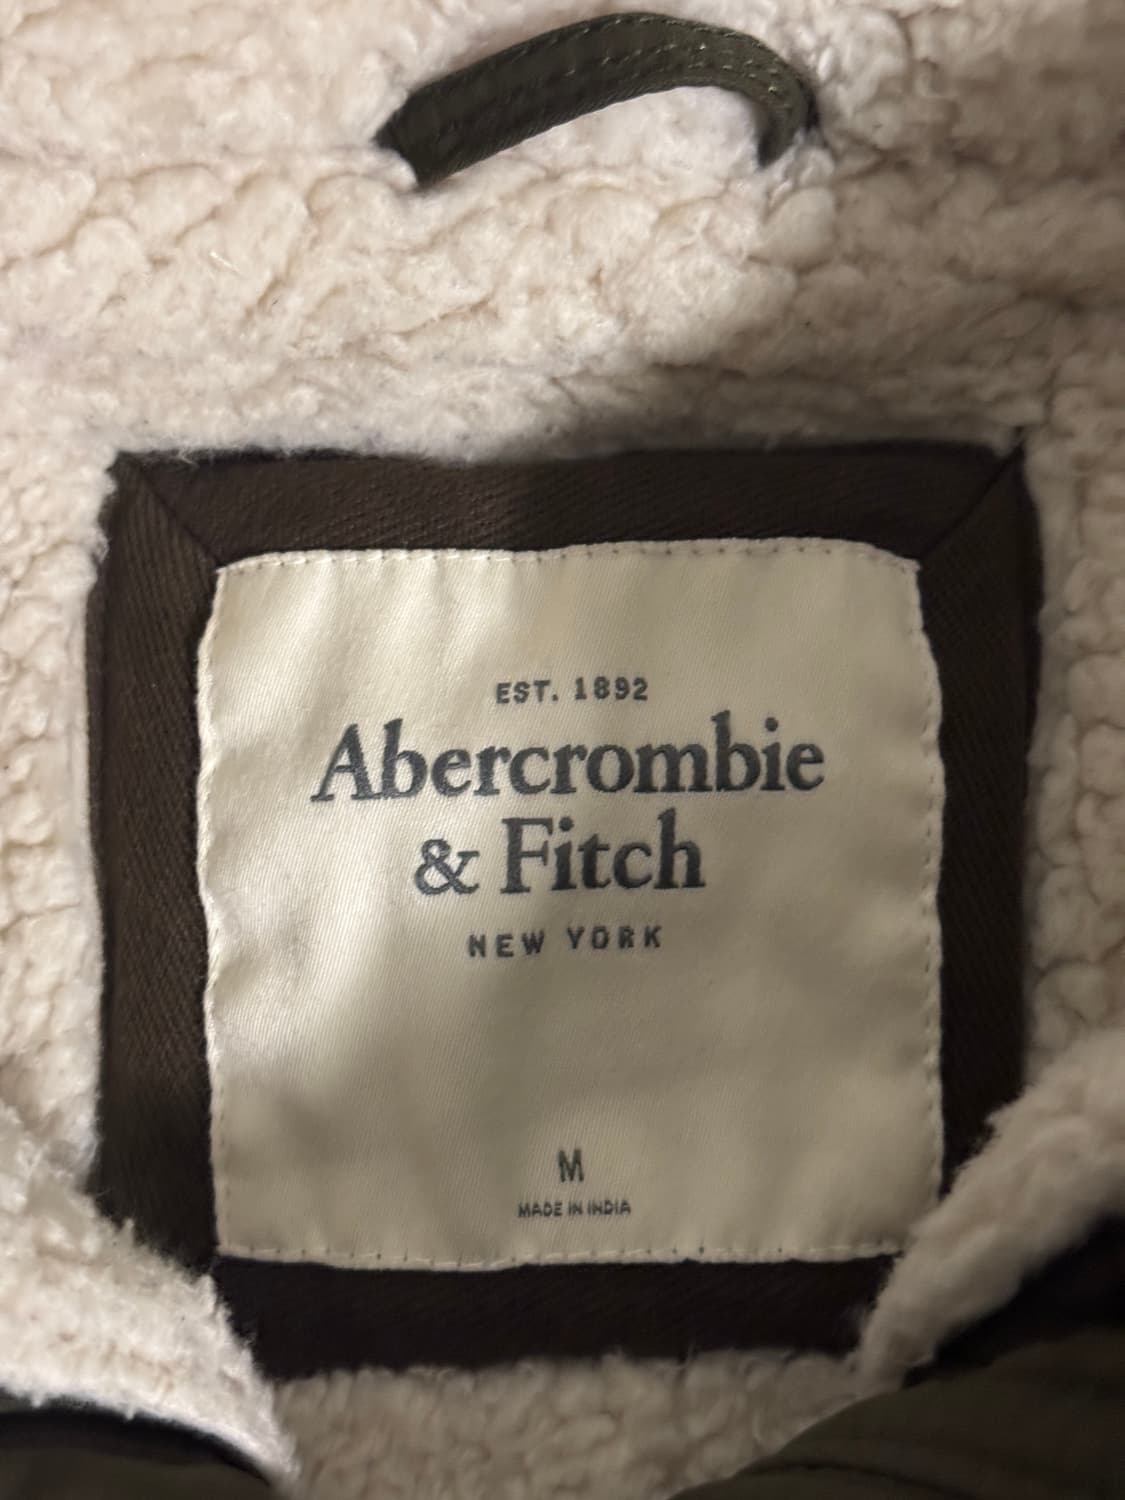 EST. 1892
Abercrombie
& Fitch
NEW YORK
M
MADE IN INDIA